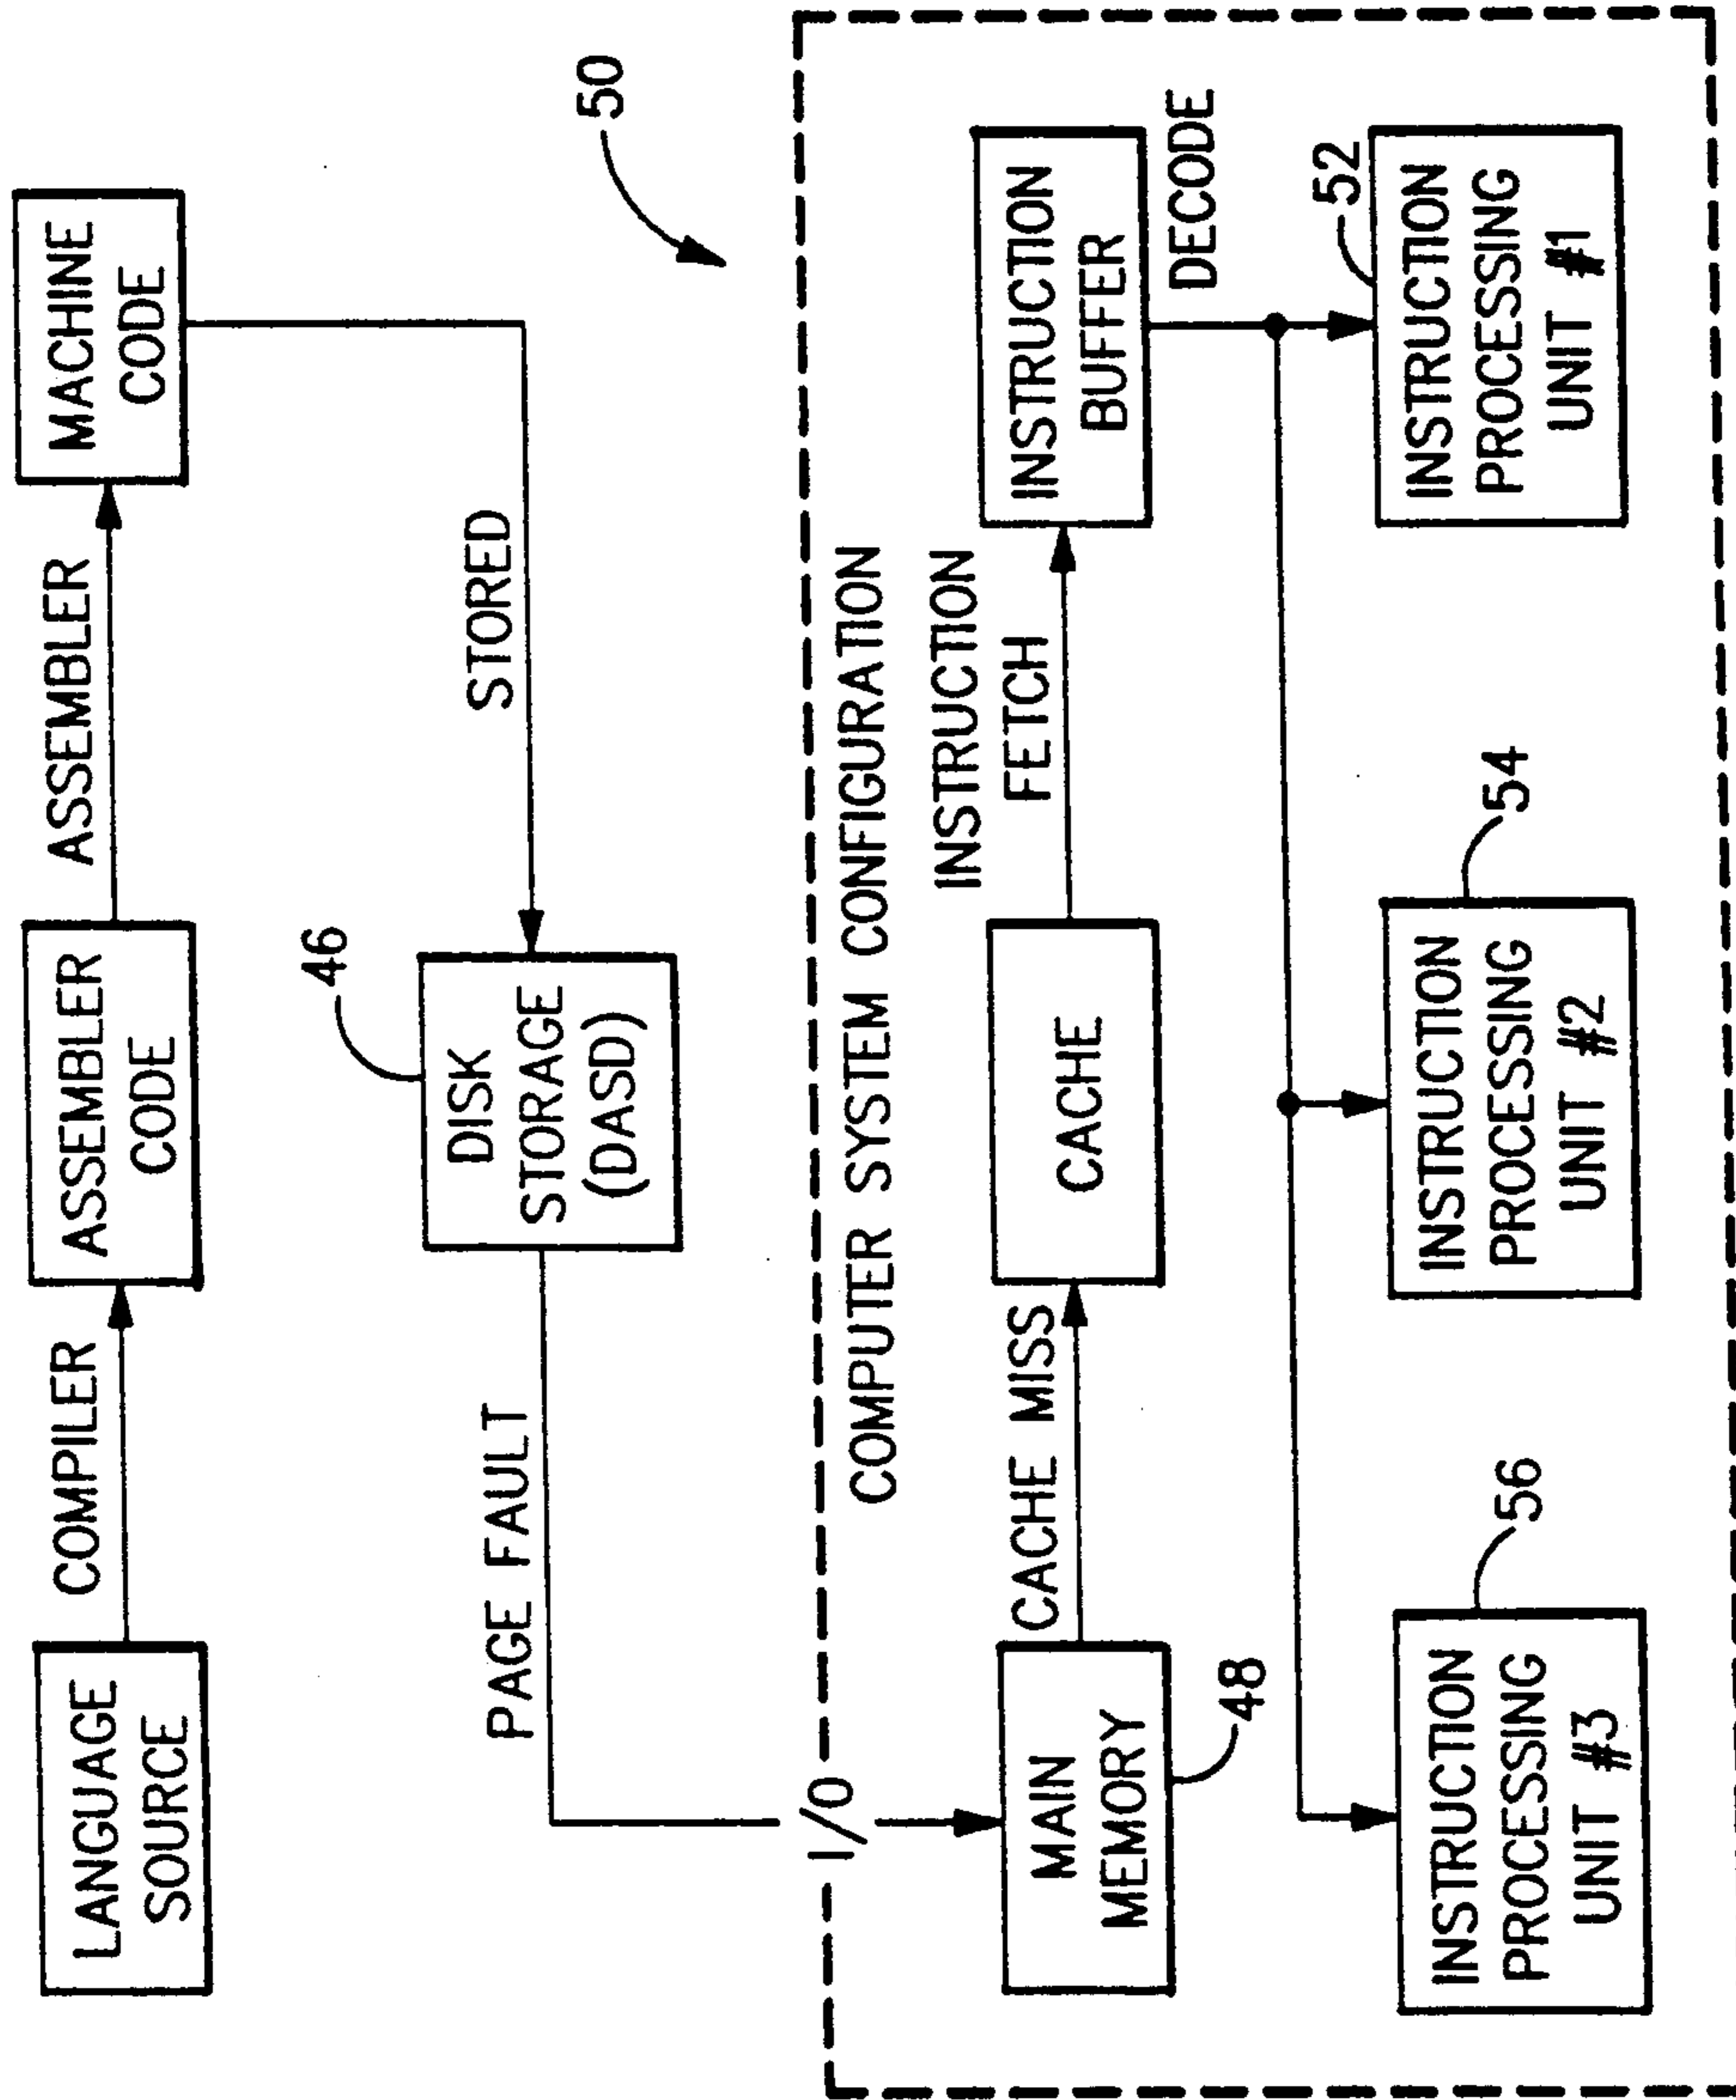 LANGUAGE
SOURCE
COMPILER
ASSEMBLER
CODE
ASSEMBLER
MACHINE
CODE
STORED
46
DISK
STORAGE
(DASD)
PAGE FAULT
50
I/O
COMPUTER SYSTEM CONFIGURATION
MAIN
MEMORY
48
CACHE MISS
CACHE
INSTRUCTION
FETCH
INSTRUCTION
BUFFER
DECODE
56
INSTRUCTION
PROCESSING
UNIT #3
54
INSTRUCTION
PROCESSING
UNIT #2
52
INSTRUCTION
PROCESSING
UNIT #1